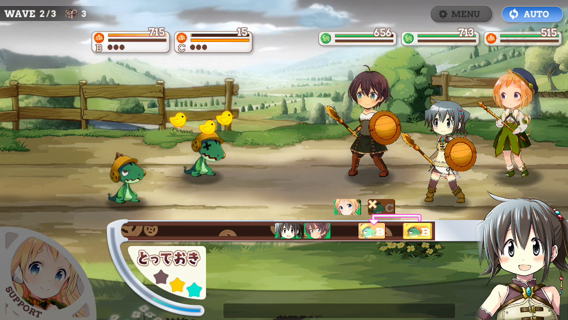 WAVE 2/3 3
MENU
AUTO
715
15
656
713
515
B
C
C
B
B
とっておき
SUPPORT